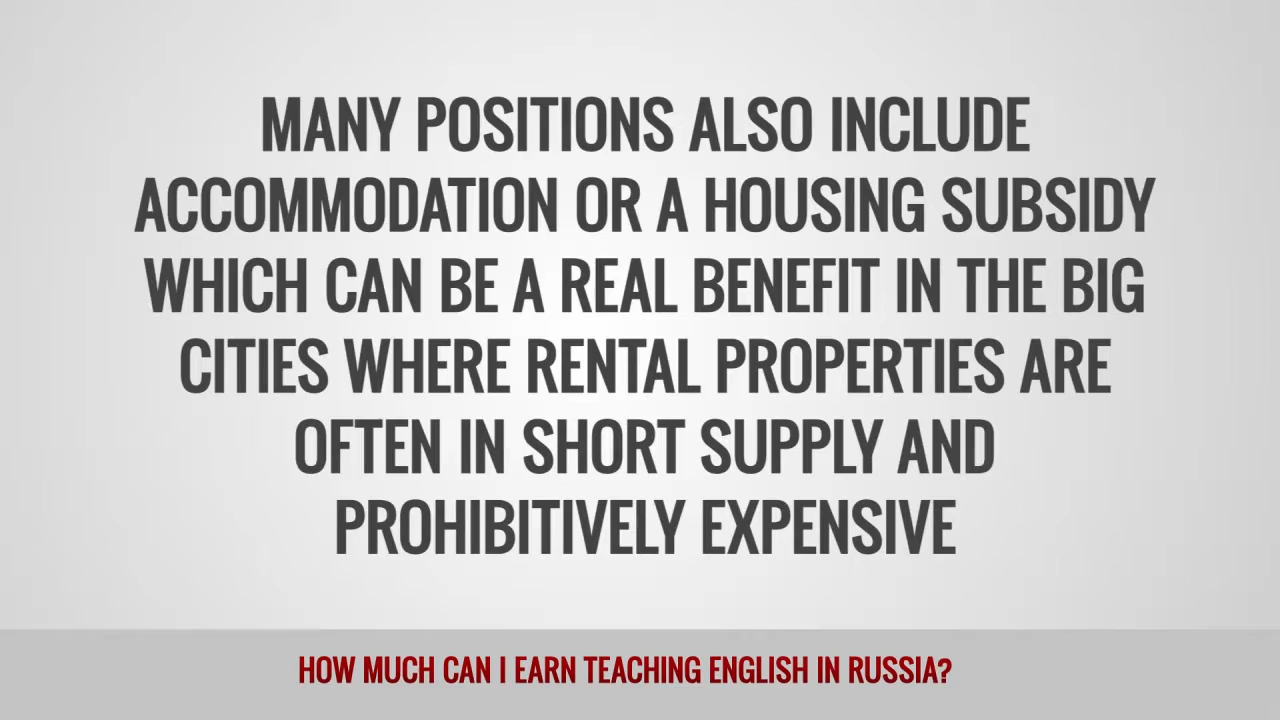 MANY POSITIONS ALSO INCLUDE
ACCOMMODATION OR A HOUSING SUBSIDY
WHICH CAN BE A REAL BENEFIT IN THE BIG
CITIES WHERE RENTAL PROPERTIES ARE
OFTEN IN SHORT SUPPLY AND
PROHIBITIVELY EXPENSIVE
HOW MUCH CAN I EARN TEACHING ENGLISH IN RUSSIA?